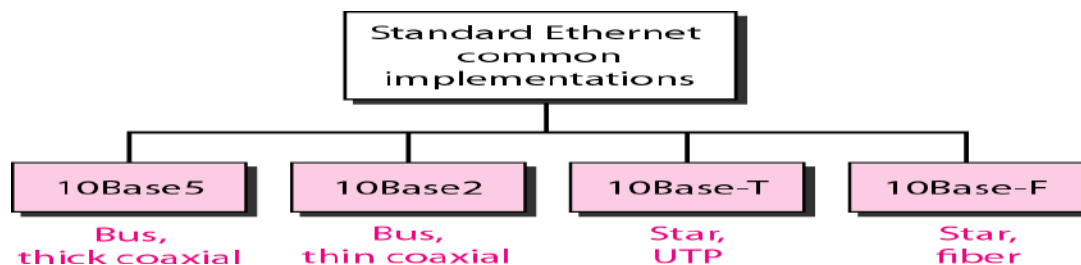 Standard Ethernet
common
implementations
10Base5
10Base2
10Base-T
10Base-F
Bus,
thick coaxial
Bus,
thin coaxial
Star,
UTP
Star,
fiber